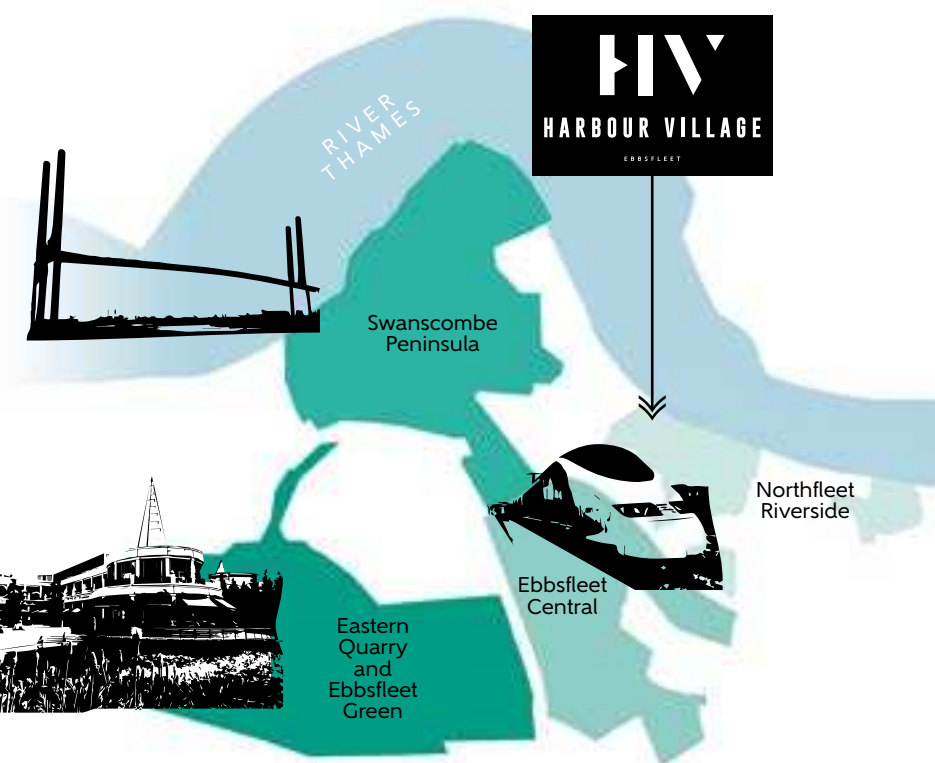 HV
HARBOUR VILLAGE
EBBSFLEET
RIVER
THAMES
Swanscombe
Peninsula
Northfleet
Riverside
Ebbsfleet
Central
Eastern
Quarry
and
Ebbsfleet
Green